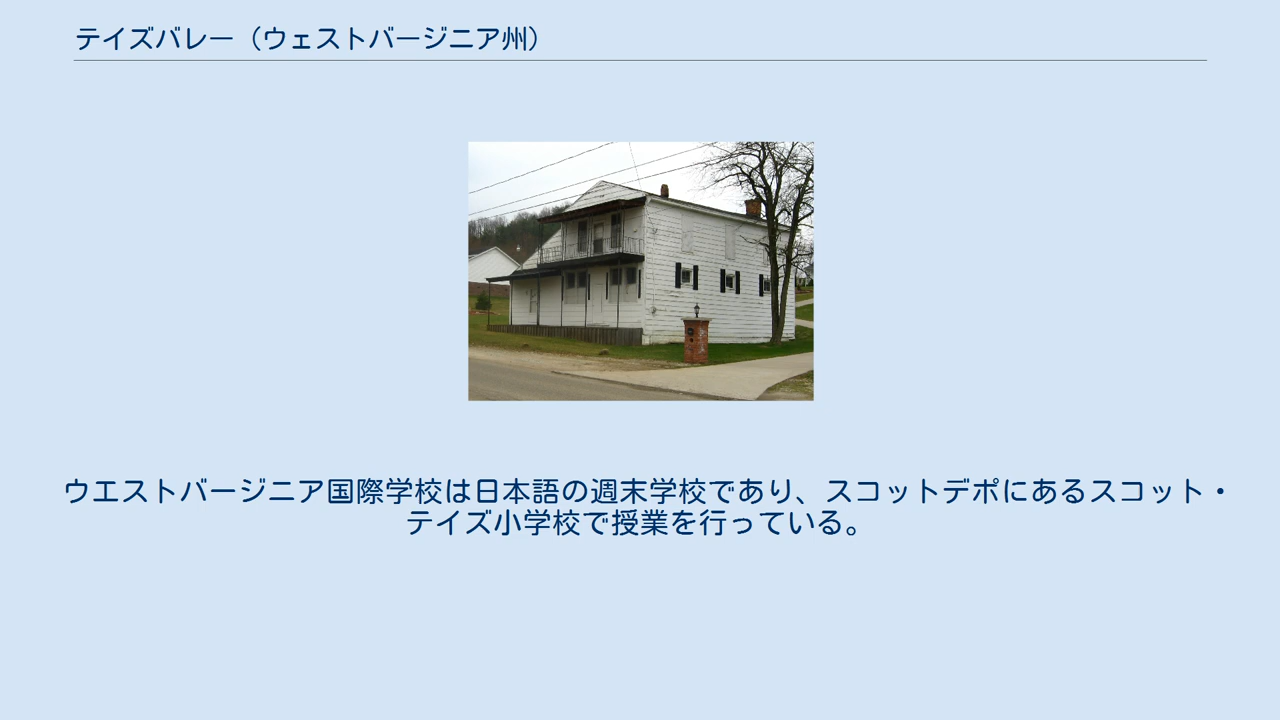 テイズバレー（ウェストバージニア州）
ウエストバージニア国際学校は日本語の週末学校であり、スコットデポにあるスコット・
テイズ小学校で授業を行っている。